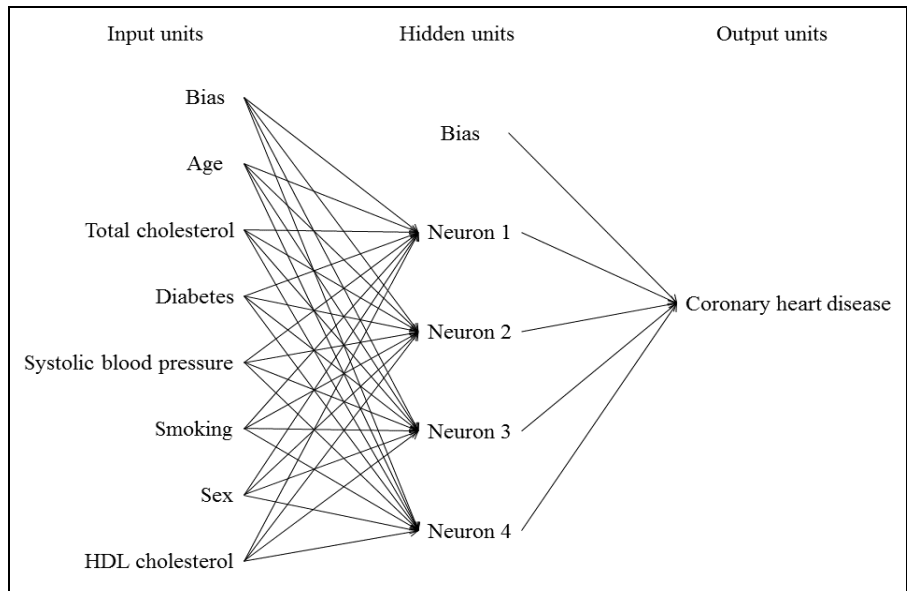 Input units
Hidden units
Output units
Bias
Age
Total cholesterol
Diabetes
Systolic blood pressure
Smoking
Sex
HDL cholesterol
Bias
Neuron 1
Neuron 2
Neuron 3
Neuron 4
Coronary heart disease